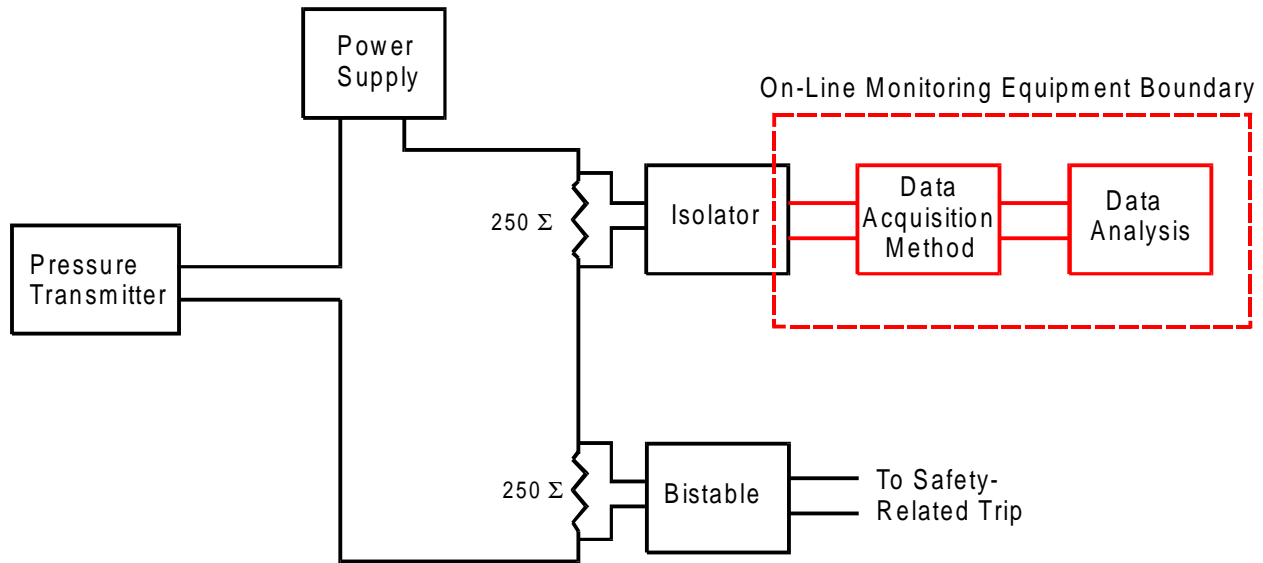 Power
Supply
On-Line Monitoring Equipment Boundary
Pressure
Transmitter
250 Σ
Isolator
Data
Acquisition
Method
Data
Analysis
250 Σ
Bistable
To Safety-
Related Trip